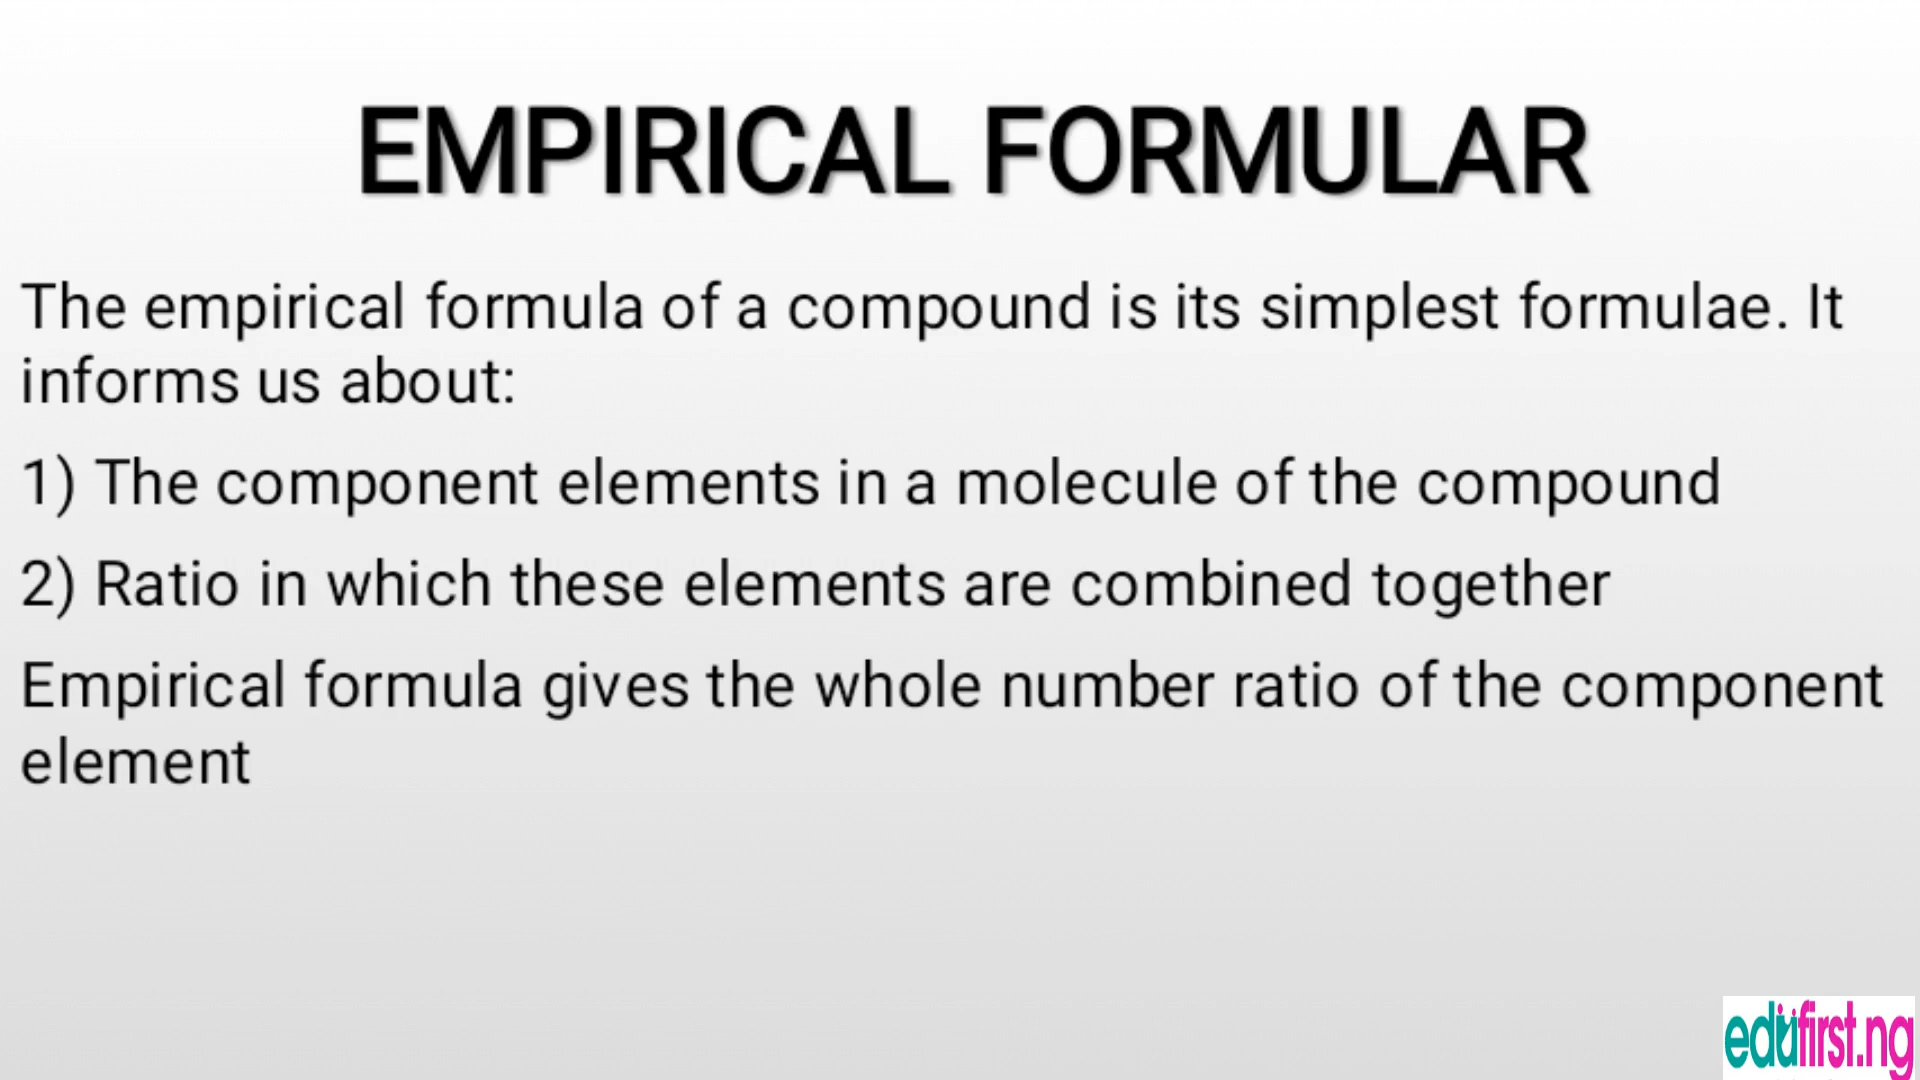 EMPIRICAL FORMULAR
The empirical formula of a compound is its simplest formulae. It
informs us about:
1) The component elements in a molecule of the compound
2) Ratio in which these elements are combined together
Empirical formula gives the whole number ratio of the component
element
edufirst.ng